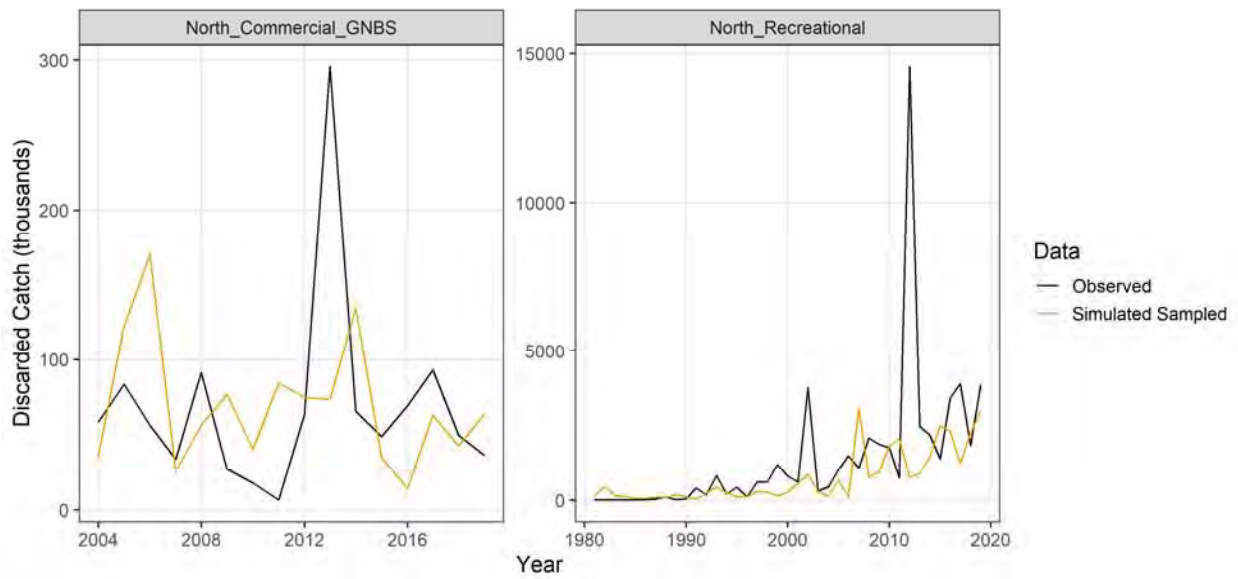 North_Commercial_GNBS
North_Recreational
300
200
100
0
2004
2008
2012
2016
15000
10000
5000
0
1980
1990
2000
2010
2020
Discarded Catch (thousands)
Year
Data
Observed
Simulated Sampled